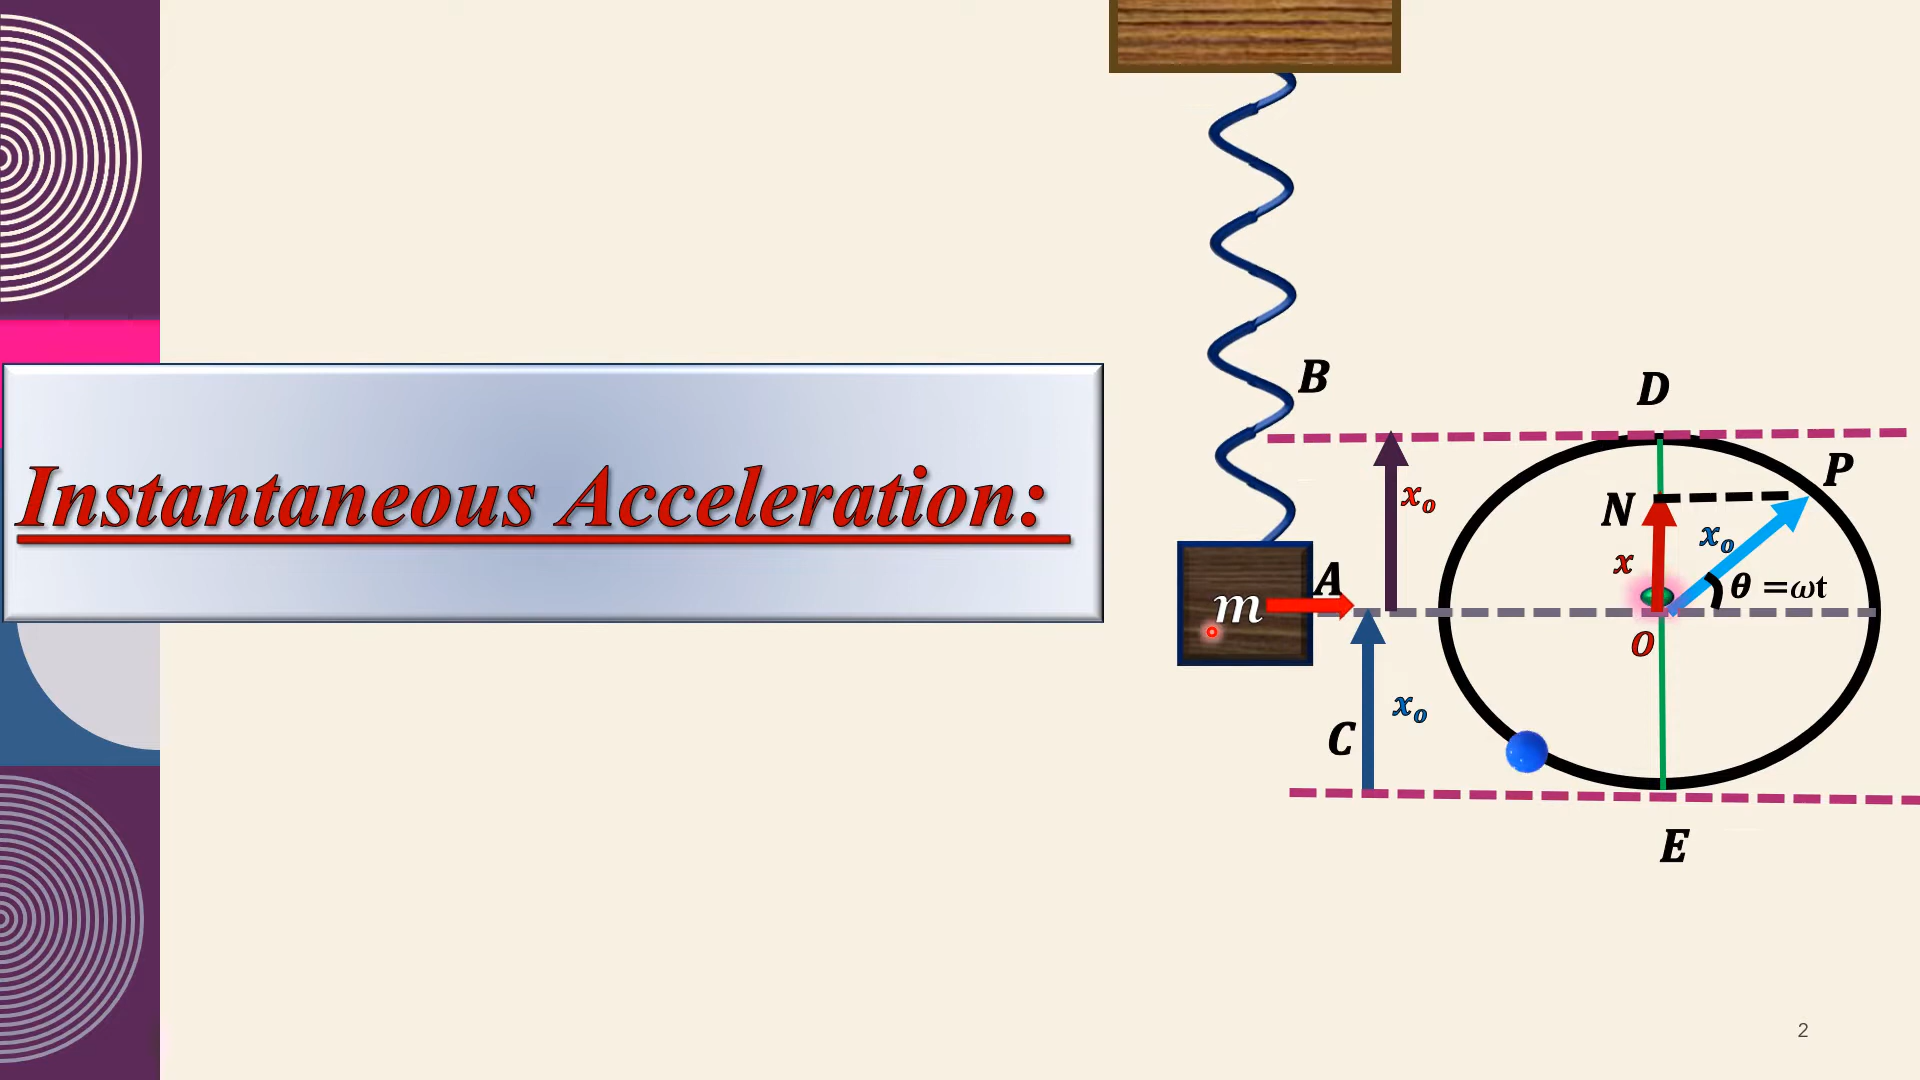 Instantaneous Acceleration:
B
D
P
N
x₀
x₀
x
A
m
θ =ωt
O
x₀
C
E
2